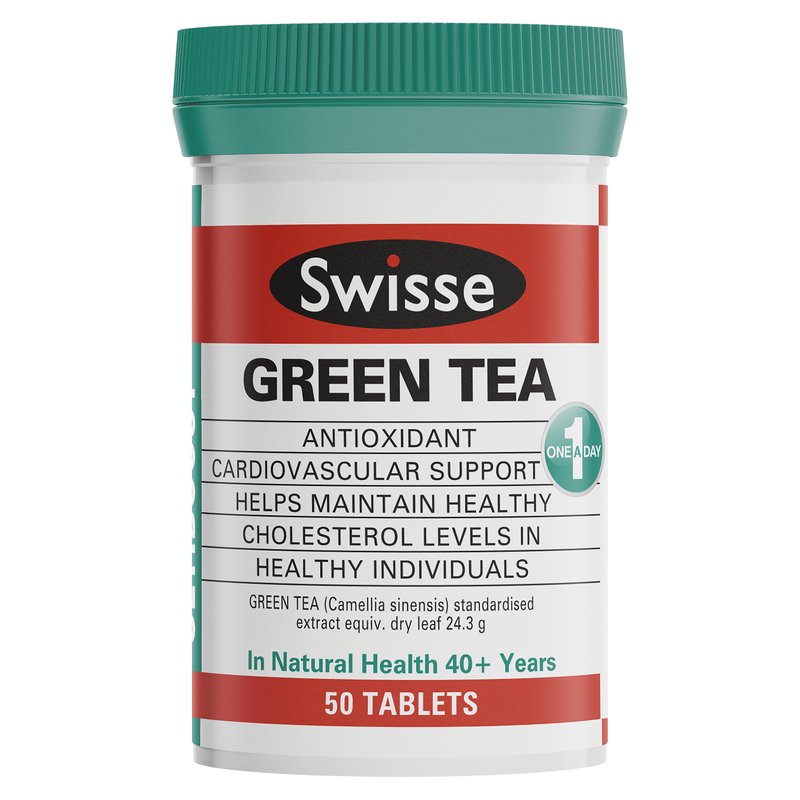 Swisse
GREEN TEA
ANTIOXIDANT
CARDIOVASCULAR SUPPORT
1
ONE A DAY
HELPS MAINTAIN HEALTHY
CHOLESTEROL LEVELS IN
HEALTHY INDIVIDUALS
GREEN TEA (Camellia sinensis) standardised
extract equiv. dry leaf 24.3 g
In Natural Health 40+ Years
50 TABLETS